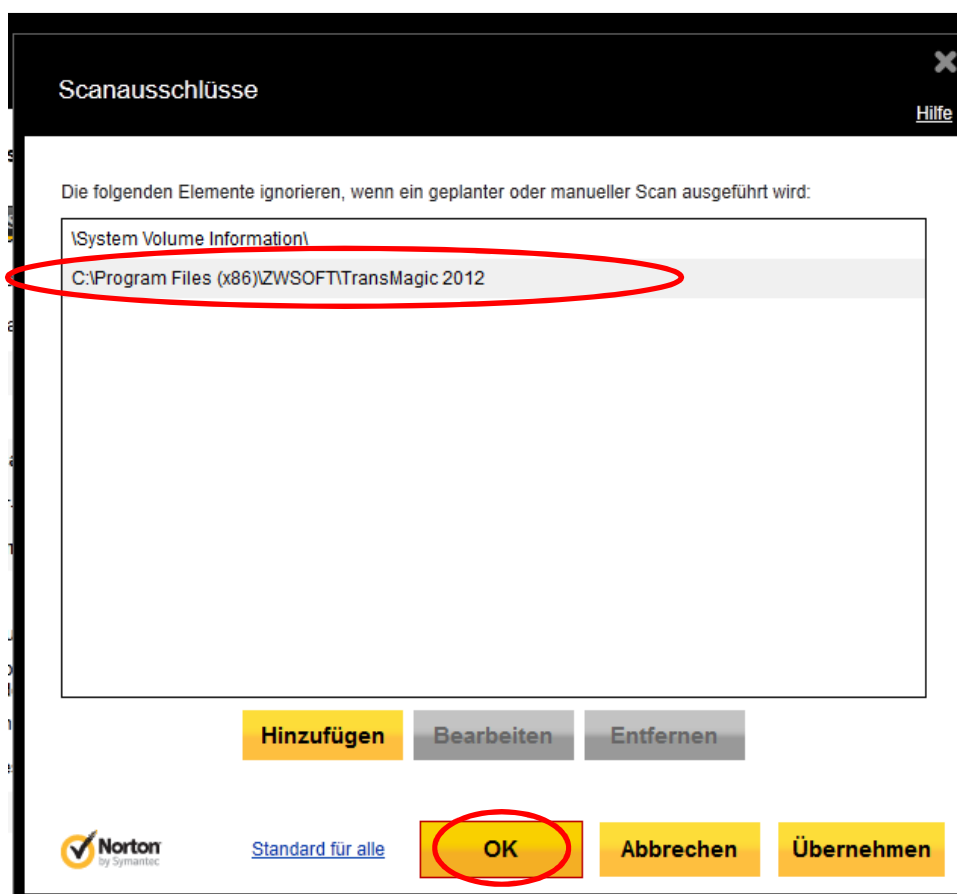 Scanausschlüsse
Hilfe
Die folgenden Elemente ignorieren, wenn ein geplanter oder manueller Scan ausgeführt wird:
\System Volume Information\
C:\Program Files (x86)\ZWSOFT\TransMagic 2012
Hinzufügen Bearbeiten Entfernen
Norton
by Symantec
Standard für alle OK Abbrechen Übernehmen